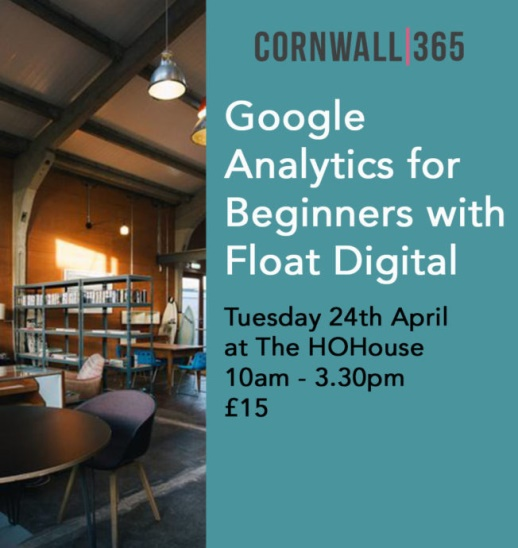 CORNWALL|365
Google
Analytics for
Beginners with
Float Digital
Tuesday 24th April
at The HOHouse
10am - 3.30pm
£15